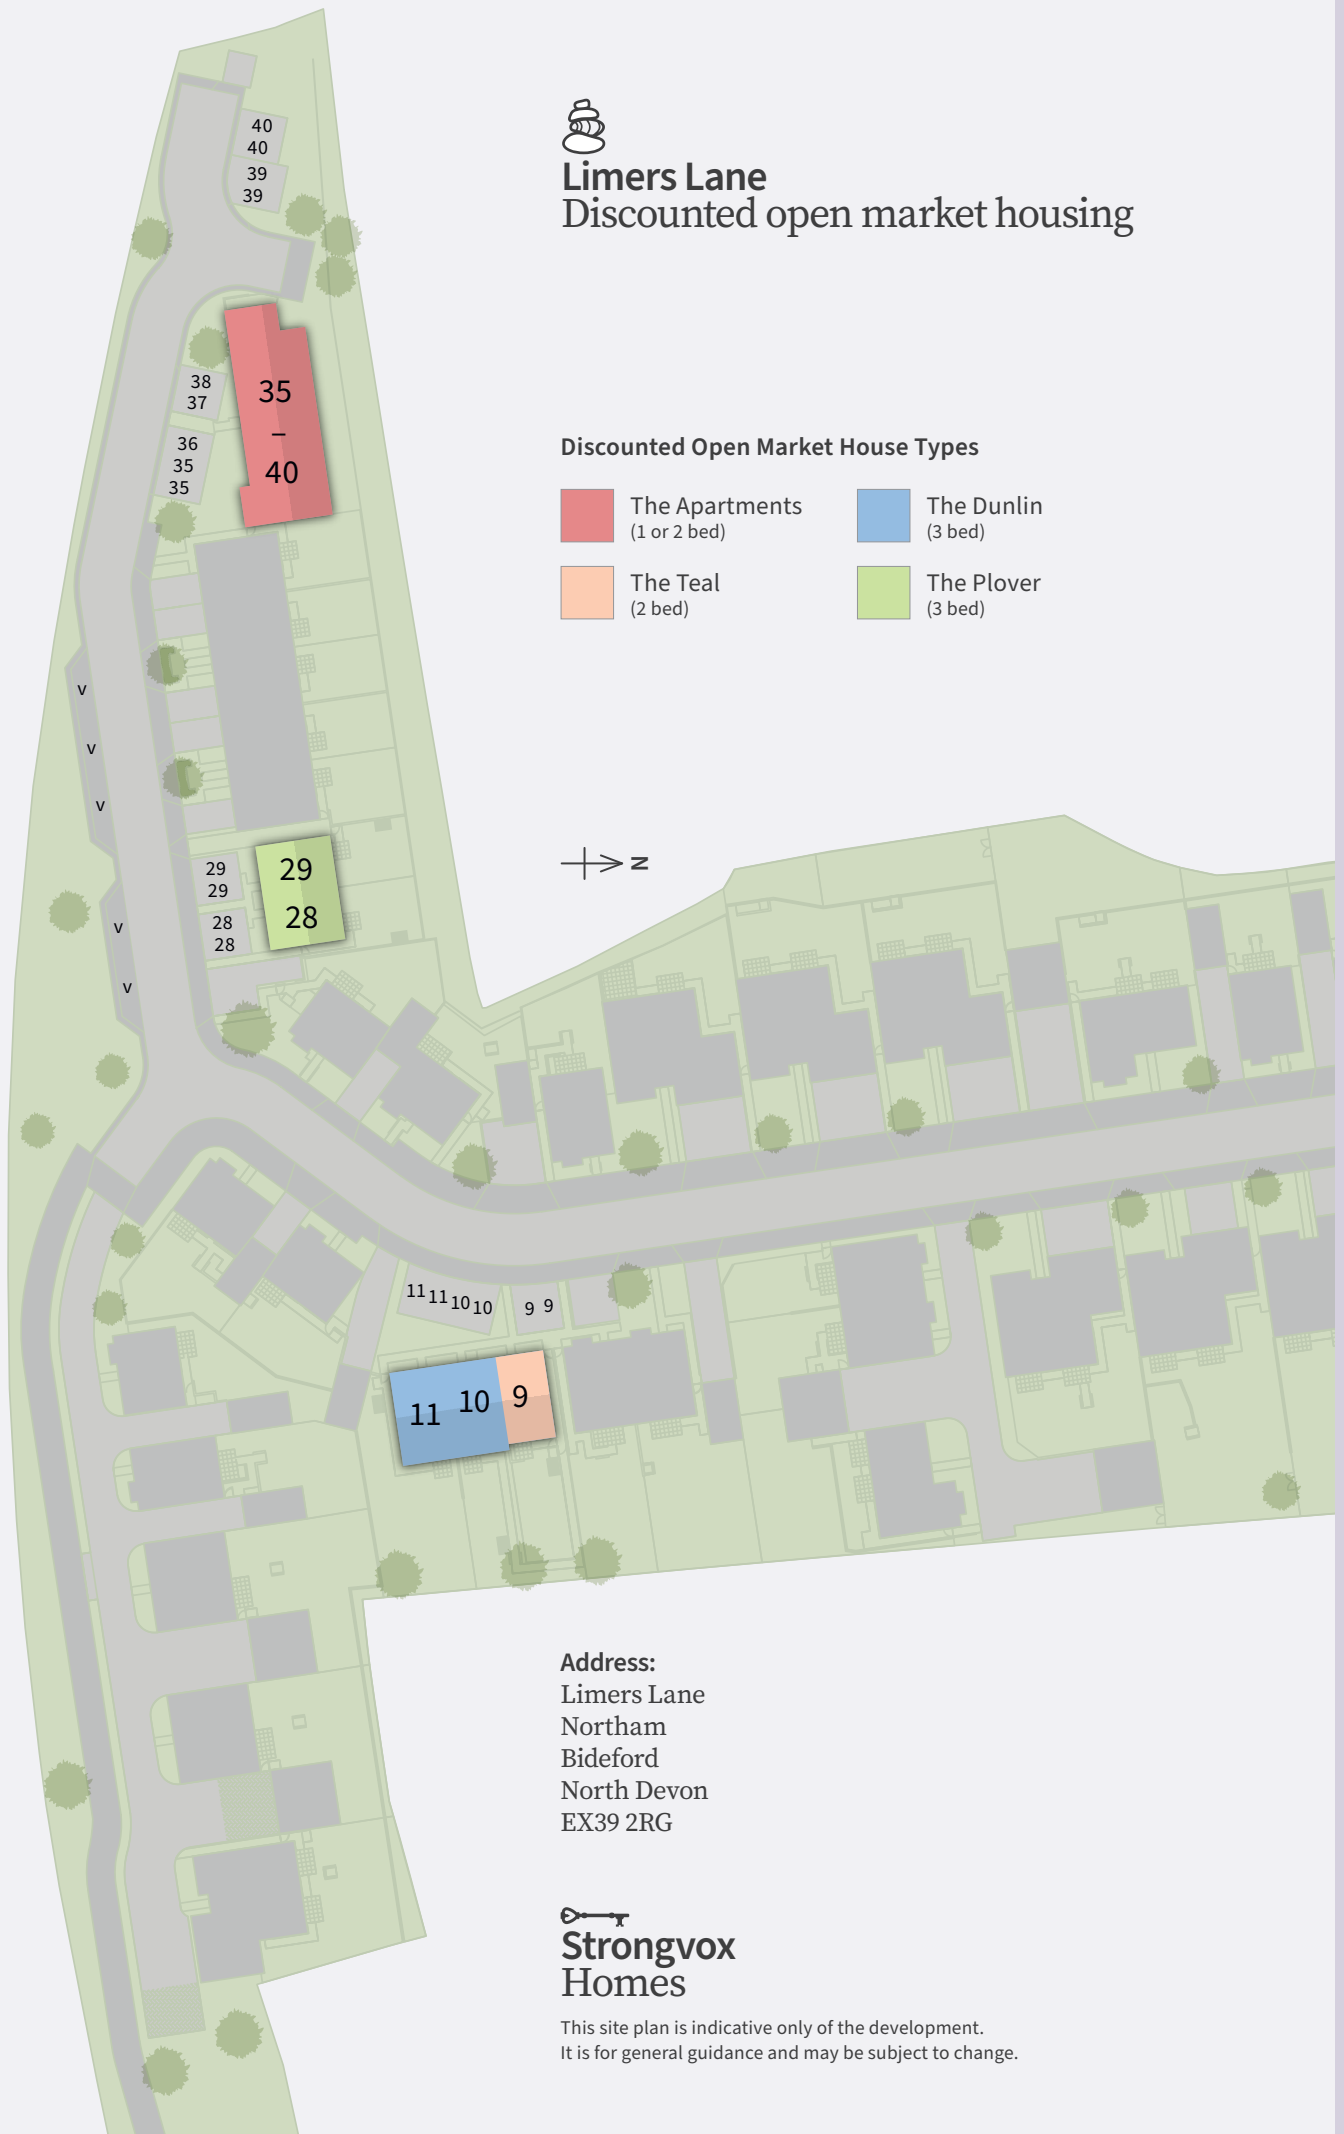 40
40
39
39
Limers Lane
Discounted open market housing
38
37
36
35
35
35
–
40
Discounted Open Market House Types
The Apartments
(1 or 2 bed)
The Dunlin
(3 bed)
The Teal
(2 bed)
The Plover
(3 bed)
v
v
v
29
29
28
28
29
28
v
v
N
11 11 10 10
9 9
11 10 9
Address:
Limers Lane
Northam
Bideford
North Devon
EX39 2RG
Strongvox
Homes
This site plan is indicative only of the development.
It is for general guidance and may be subject to change.